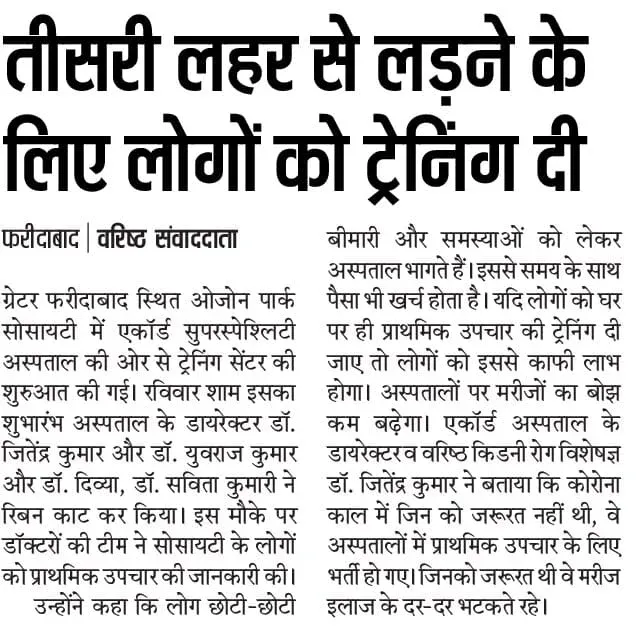 तीसरी लहर से लड़ने के
लिए लोगों को ट्रेनिंग दी
फरीदाबाद | वरिष्ठ संवाददाता
ग्रेटर फरीदाबाद स्थित ओजोन पार्क
सोसायटी में एकॉर्ड सुपरस्पेश्लिटी
अस्पताल की ओर से ट्रेनिंग सेंटर की
शुरुआत की गई। रविवार शाम इसका
शुभारंभ अस्पताल के डायरेक्टर डॉ.
जितेंद्र कुमार और डॉ. युवराज कुमार
और डॉ. दिव्या, डॉ. सविता कुमारी ने
रिबन काट कर किया। इस मौके पर
डॉक्टरों की टीम ने सोसायटी के लोगों
को प्राथमिक उपचार की जानकारी की।
उन्होंने कहा कि लोग छोटी-छोटी
बीमारी और समस्याओं को लेकर
अस्पताल भागते हैं। इससे समय के साथ
पैसा भी खर्च होता है। यदि लोगों को घर
पर ही प्राथमिक उपचार की ट्रेनिंग दी
जाए तो लोगों को इससे काफी लाभ
होगा। अस्पतालों पर मरीजों का बोझ
कम बढ़ेगा। एकॉर्ड अस्पताल के
डायरेक्टर व वरिष्ठ किडनी रोग विशेषज्ञ
डॉ. जितेंद्र कुमार ने बताया कि कोरोना
काल में जिन को जरूरत नहीं थी, वे
अस्पतालों में प्राथमिक उपचार के लिए
भर्ती हो गए। जिनको जरूरत थी वे मरीज
इलाज के दर-दर भटकते रहे।